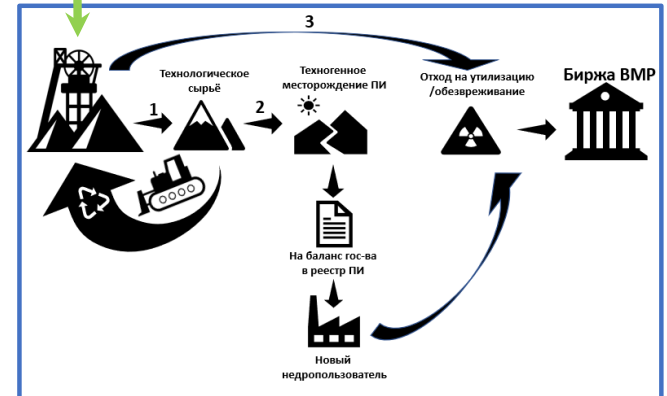 3
Технологическое
сырьё
Техногенное
месторождение ПИ
Отход на утилизацию
/обезвреживание
Биржа ВМР
1
2
На баланс гос-ва
в реестр ПИ
Новый
недропользователь